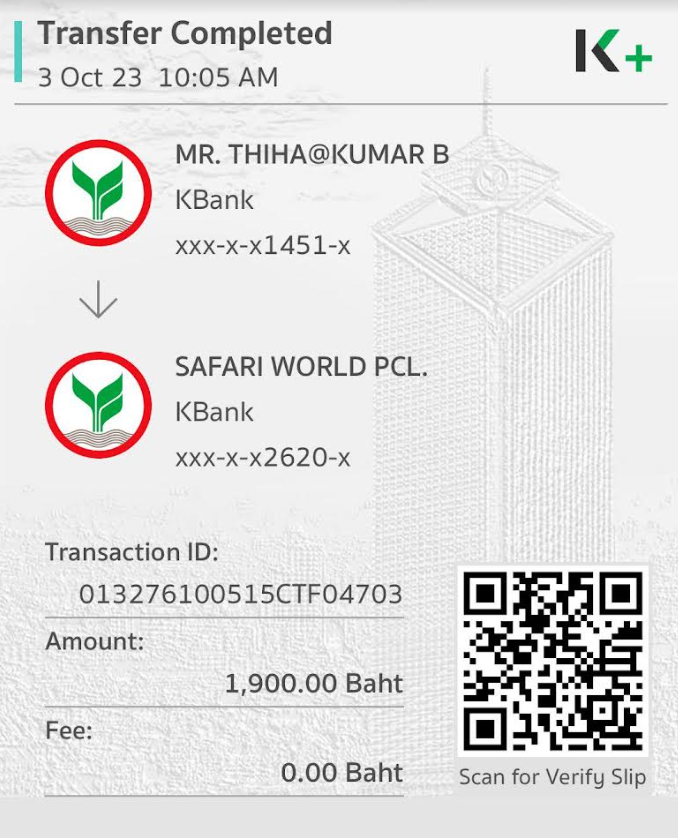 Transfer Completed
3 Oct 23 10:05 AM
K+
MR. THIHA@KUMAR B
KBank
xxx-x-x1451-x
SAFARI WORLD PCL.
KBank
xxx-x-x2620-x
Transaction ID:
013276100515CTF04703
Amount:
1,900.00 Baht
Fee:
0.00 Baht
Scan for Verify Slip